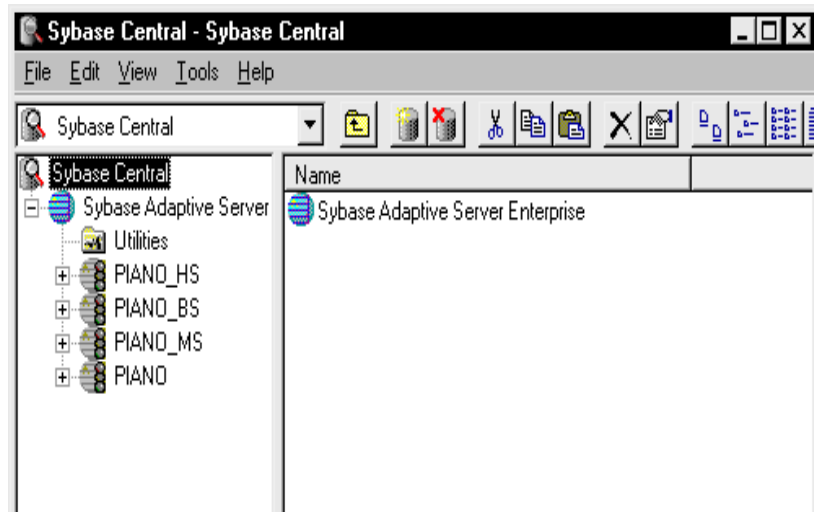 Sybase Central - Sybase Central
File Edit View Tools Help
Sybase Central
Sybase Central
Sybase Adaptive Server
Utilities
PIANO_HS
PIANO_BS
PIANO_MS
PIANO
Name
Sybase Adaptive Server Enterprise